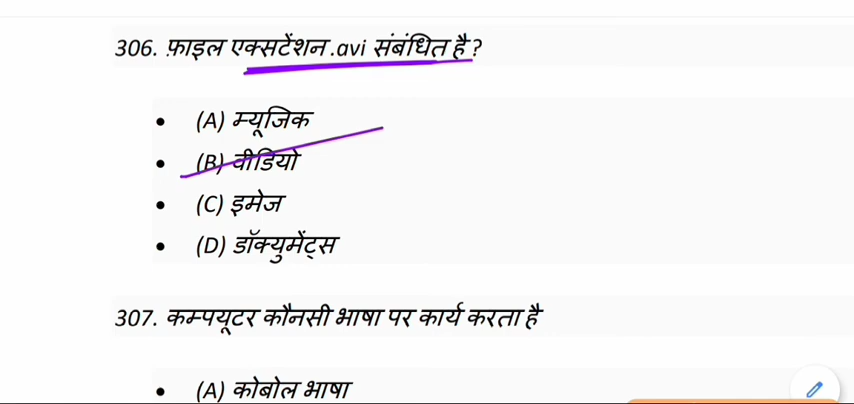 306. फ़ाइल एक्सटेंशन .avi संबंधित है?
• (A) म्यूजिक
• (B) वीडियो
• (C) इमेज
• (D) डॉक्युमेंट्स
307. कम्पयूटर कौनसी भाषा पर कार्य करता है
• (A) कोबोल भाषा